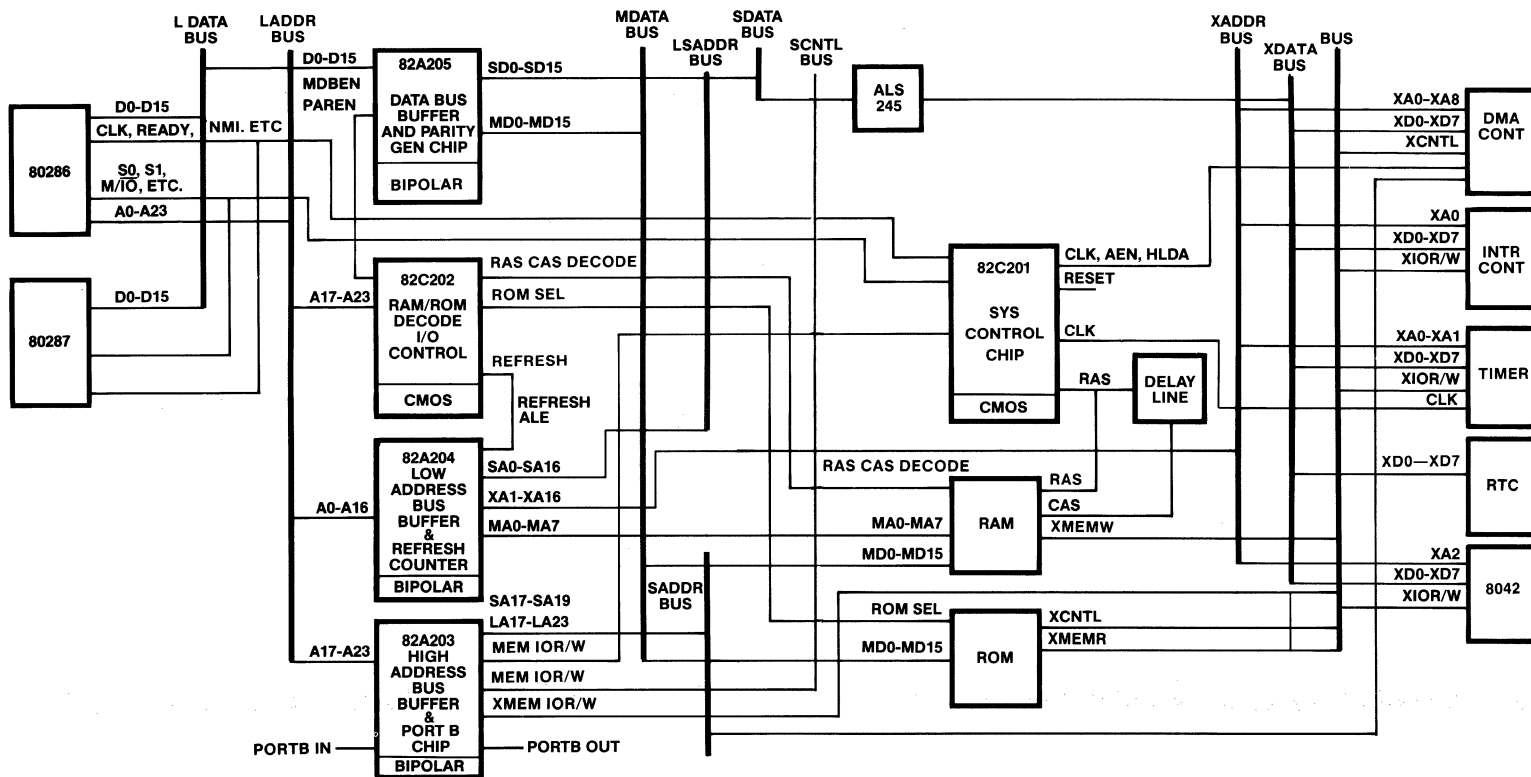 L DATA
BUS
LADDR
BUS
MDATA
BUS
LSADDR
BUS
SDATA
BUS
SCNTL
BUS
XADDR
BUS
XDATA
BUS
BUS
80286
D0-D15
CLK, READY, NMI. ETC
S0, S1,
M/IO, ETC.
A0-A23
80287
D0-D15
D0-D15
MDBEN
PAREN
82A205
DATA BUS
BUFFER
AND PARITY
GEN CHIP
BIPOLAR
SD0-SD15
MD0-MD15
ALS
245
A17-A23
82C202
RAM/ROM
DECODE
I/O
CONTROL
CMOS
RAS CAS DECODE
ROM SEL
REFRESH
REFRESH
ALE
A0-A16
82A204
LOW
ADDRESS
BUS
BUFFER
&
REFRESH
COUNTER
BIPOLAR
SA0-SA16
XA1-XA16
MA0-MA7
SA17-SA19
LA17-LA23
A17-A23
82A203
HIGH
ADDRESS
BUS
BUFFER
&
PORT B
CHIP
BIPOLAR
MEM IOR/W
MEM IOR/W
XMEM IOR/W
PORTB IN
PORTB OUT
SADDR
BUS
82C201
SYS
CONTROL
CHIP
CMOS
CLK, AEN, HLDA
RESET
CLK
RAS
DELAY
LINE
RAS CAS DECODE
MA0-MA7
MD0-MD15
RAM
RAS
CAS
XMEMW
ROM SEL
MD0-MD15
ROM
XCNTL
XMEMR
XA0-XA8
XD0-XD7
XCNTL
DMA
CONT
XA0
XD0-XD7
XIOR/W
INTR
CONT
XA0-XA1
XD0-XD7
XIOR/W
CLK
TIMER
XD0—XD7
RTC
XA2
XD0-XD7
XIOR/W
8042